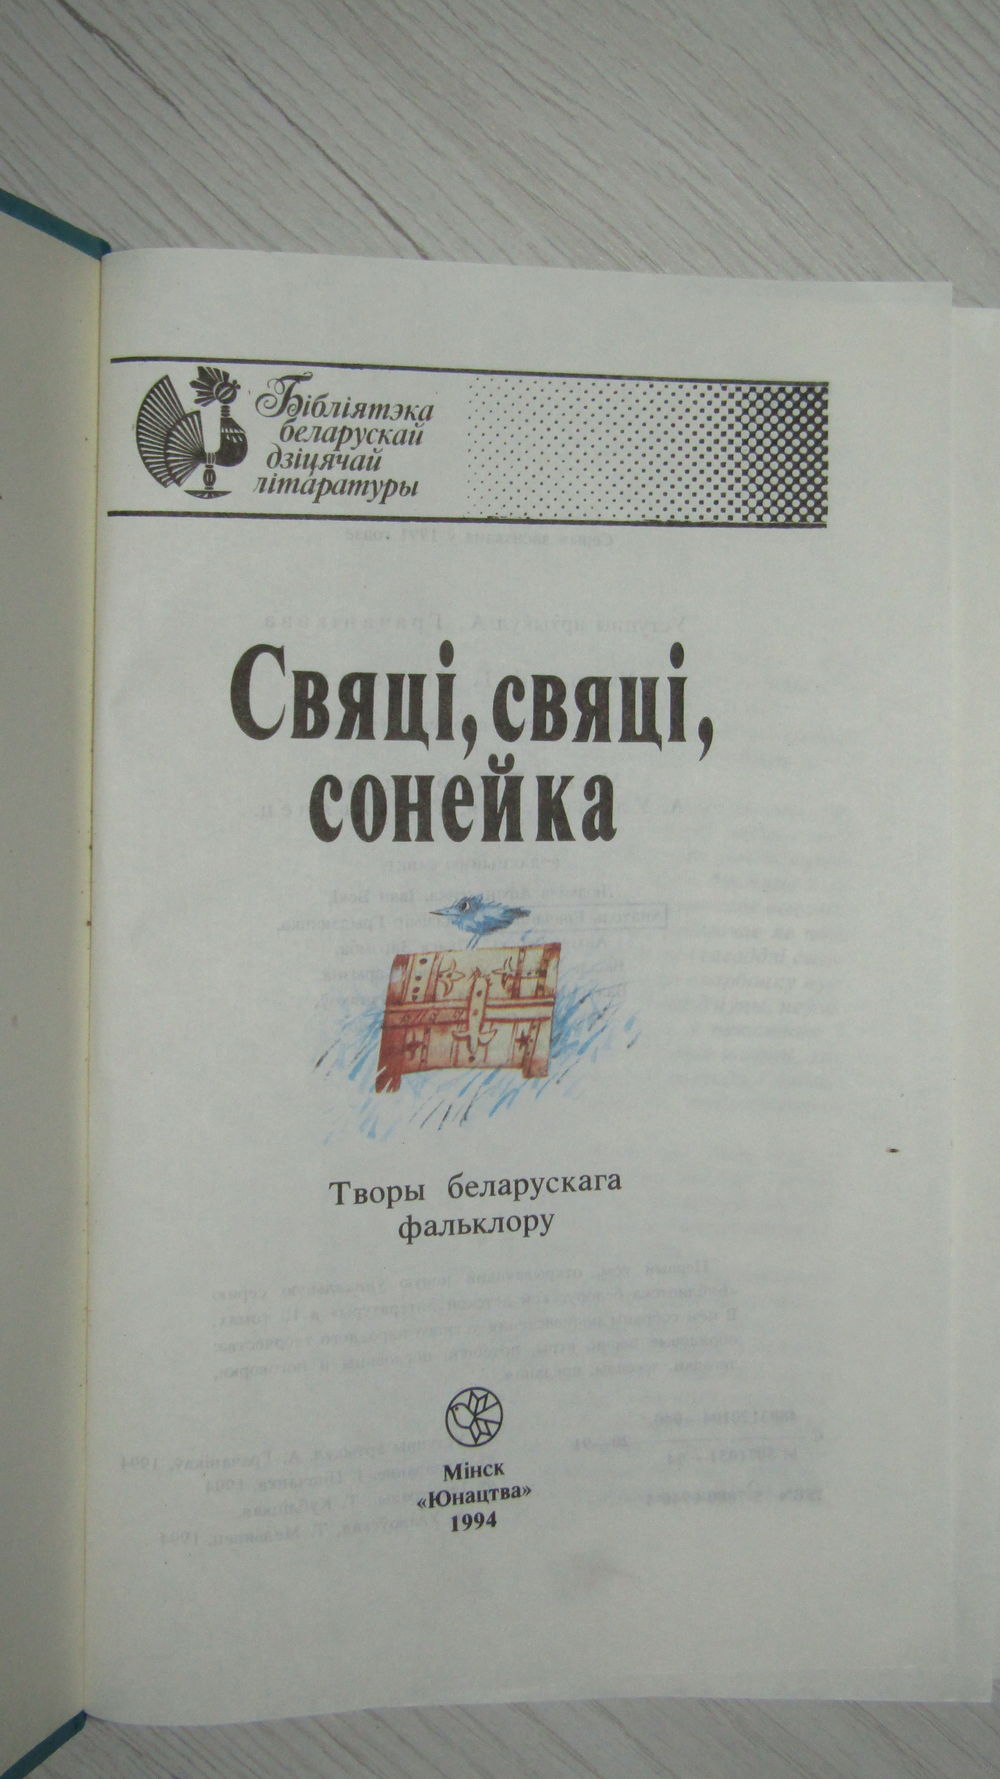 Бібліятэка
беларускай
дзіцячай
літаратуры
Свяці, свяці,
сонейка
Творы беларускага
фальклору
Мінск
«Юнацтва»
1994